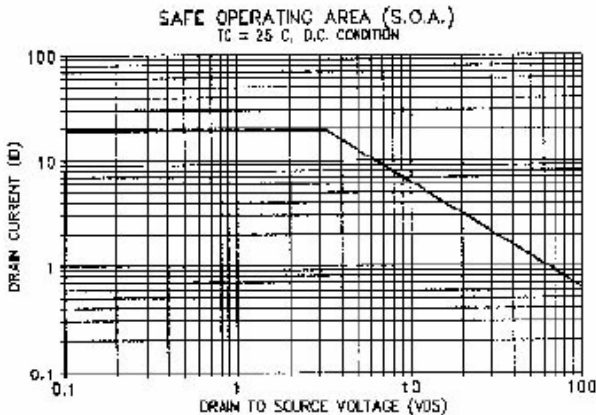 SAFE OPERATING AREA (S.O.A.)
TC = 25 C, D.C. CONDITION
100
10
1
0.1
DRAIN CURRENT (ID)
0.1
1
10
100
DRAIN TO SOURCE VOLTAGE (VDS)